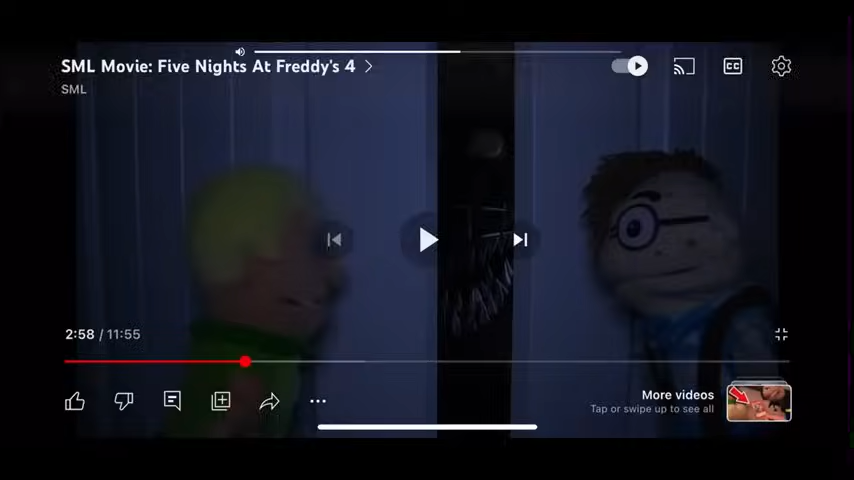 SML Movie: Five Nights At Freddy's 4
SML
CC
2:58 / 11:55
More videos
Tap or swipe up to see all